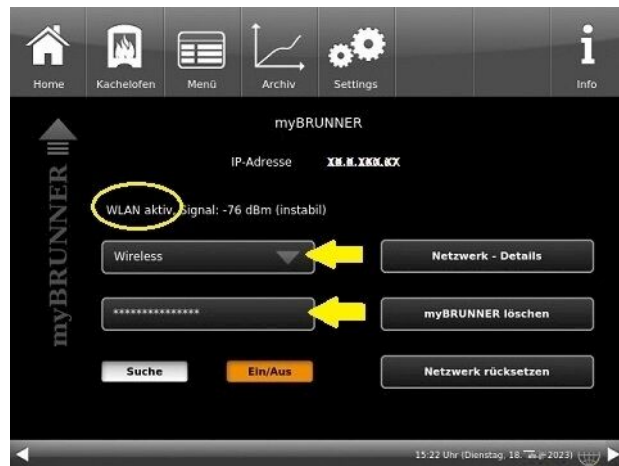 Home Kachelofen Menü Archiv Settings Info
myBRUNNER
myBRUNNER
IP-Adresse
WLAN aktiv, Signal: -76 dBm (instabil)
Wireless
Netzwerk - Details
***************
myBRUNNER löschen
Suche
Ein/Aus
Netzwerk rücksetzen
15:22 Uhr (Dienstag, 18. 2023)